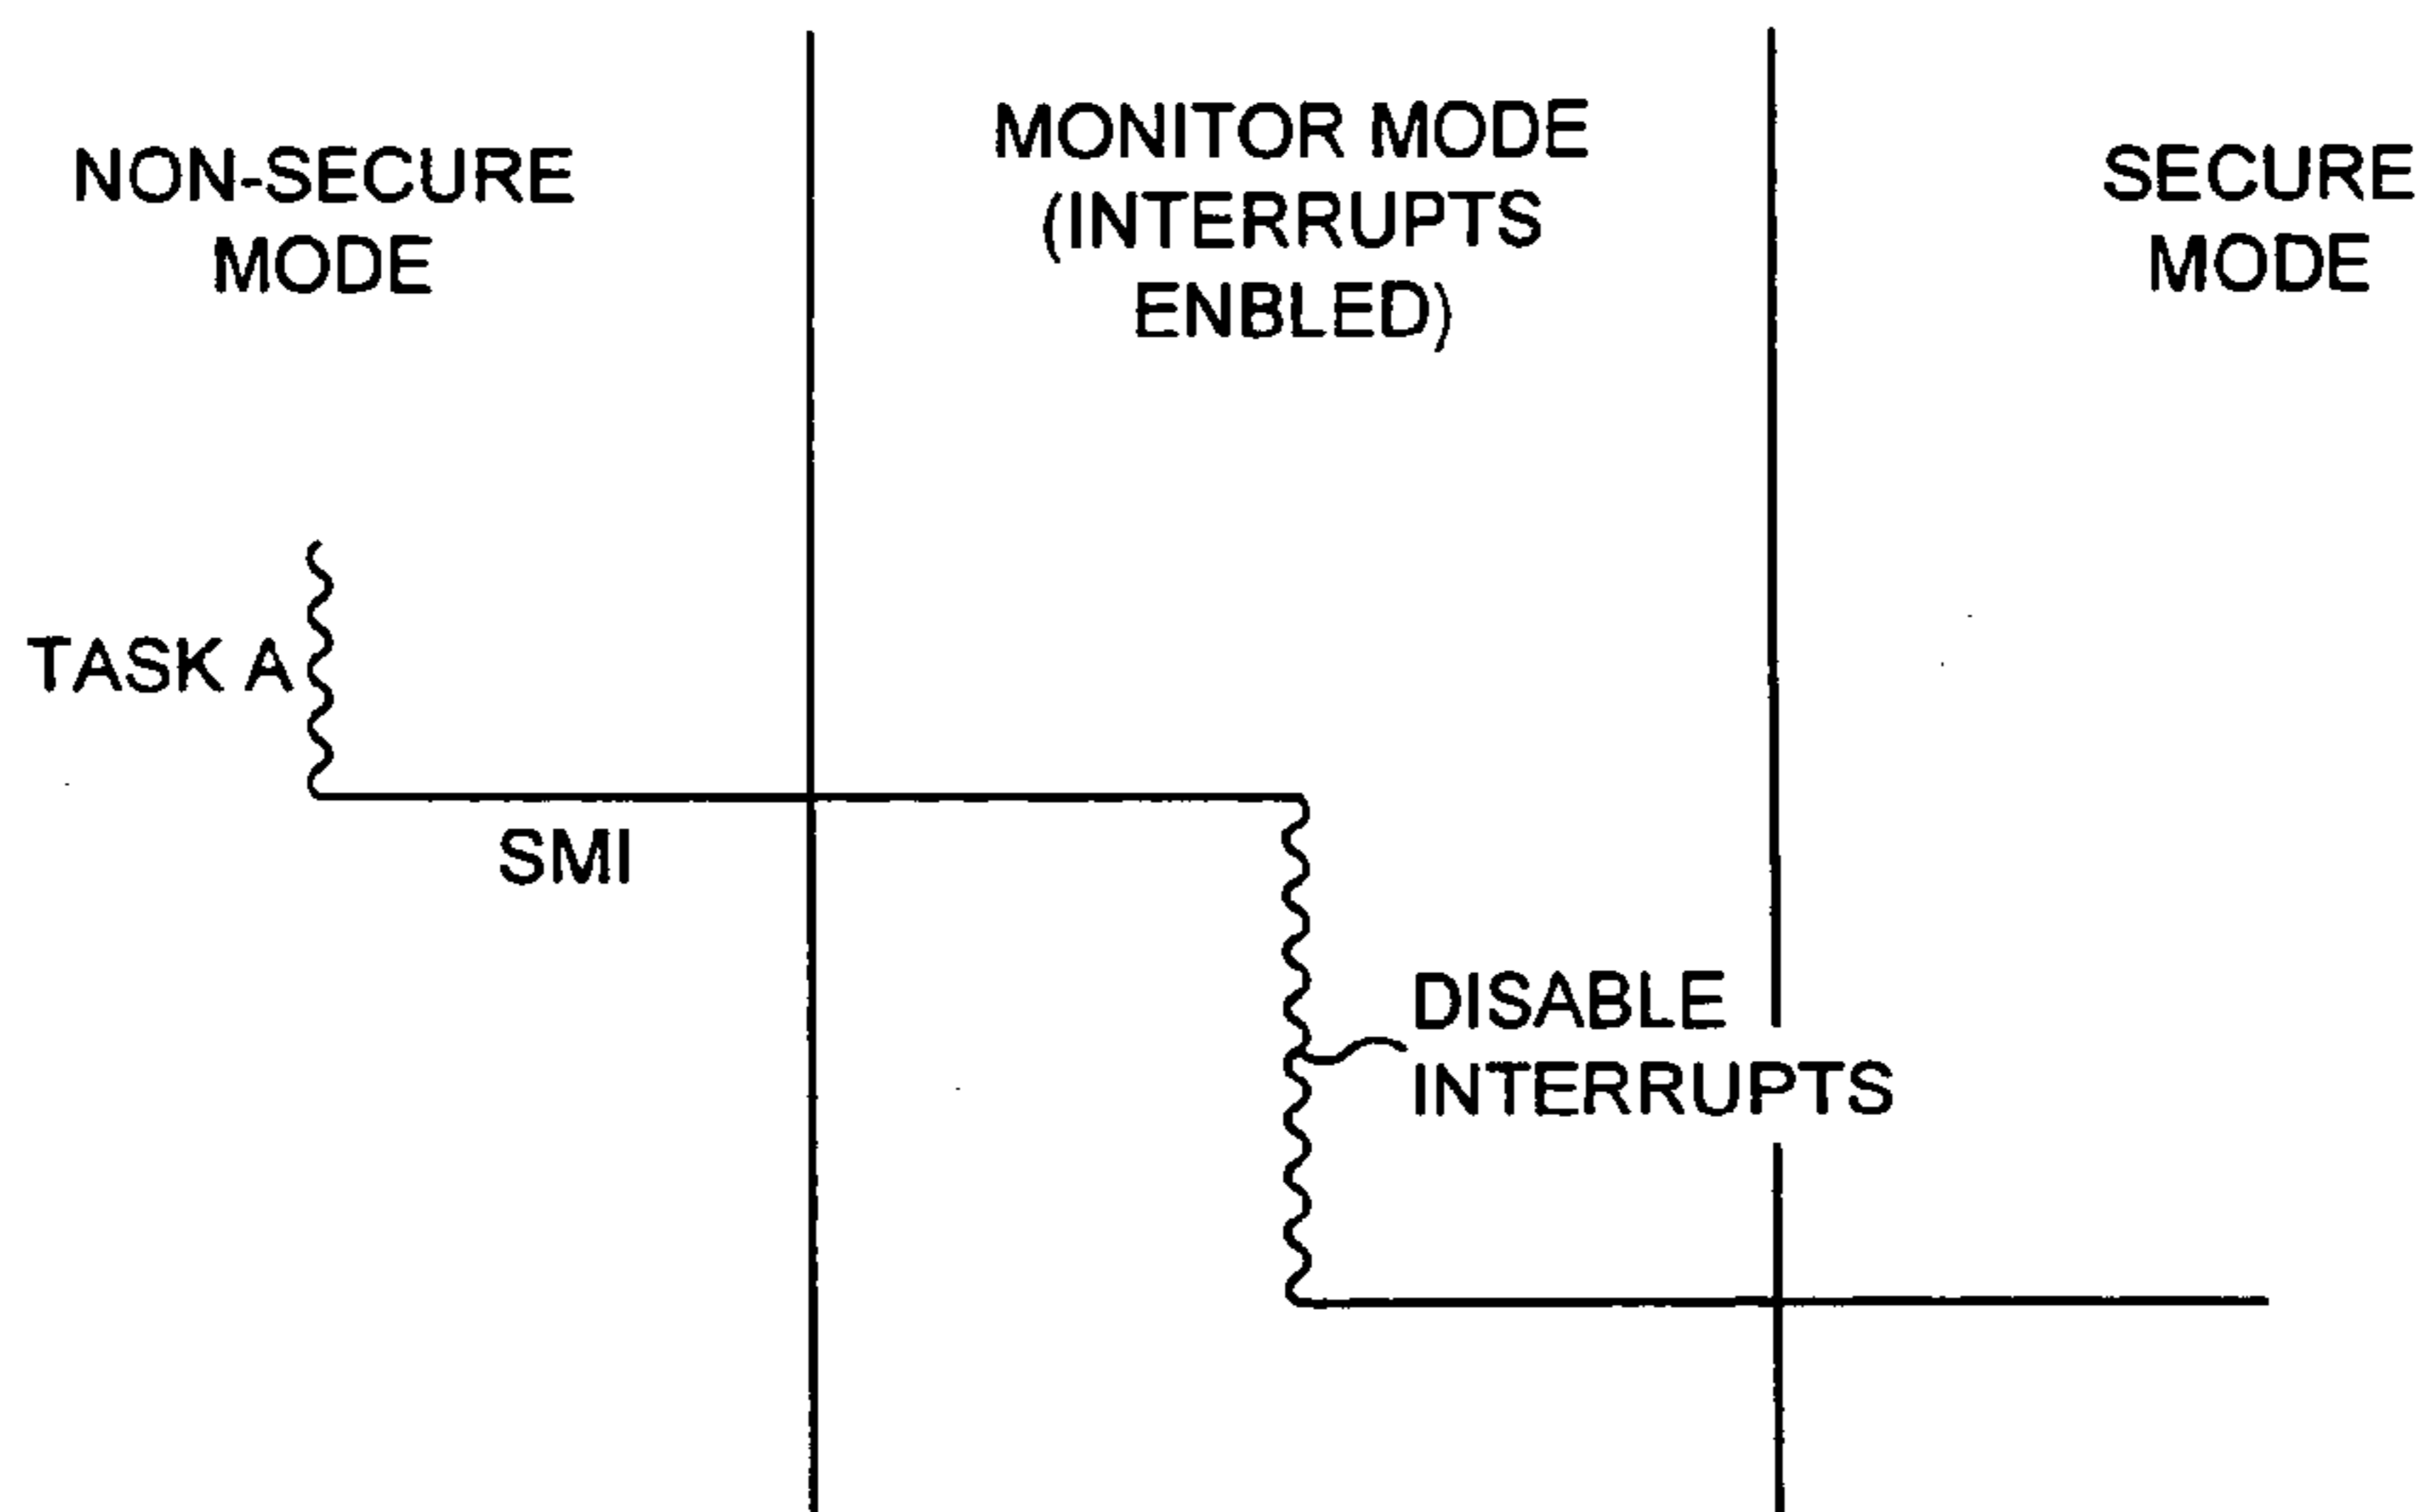 NON-SECURE
MODE
MONITOR MODE
(INTERRUPTS
ENBLED)
SECURE
MODE
TASK A
SMI
DISABLE
INTERRUPTS